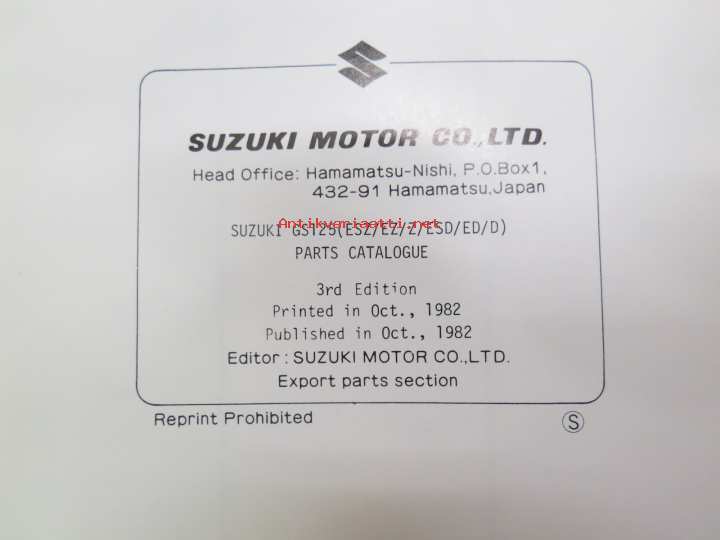 SUZUKI MOTOR CO.,LTD.
Head Office: Hamamatsu-Nishi, P.O.Box1,
432-91 Hamamatsu,Japan
Antikvariaatti.net
SUZUKI GS125(ESZ/EZ/Z/ESD/ED/D)
PARTS CATALOGUE
3rd Edition
Printed in Oct., 1982
Published in Oct., 1982
Editor : SUZUKI MOTOR CO.,LTD.
Export parts section
Reprint Prohibited
S